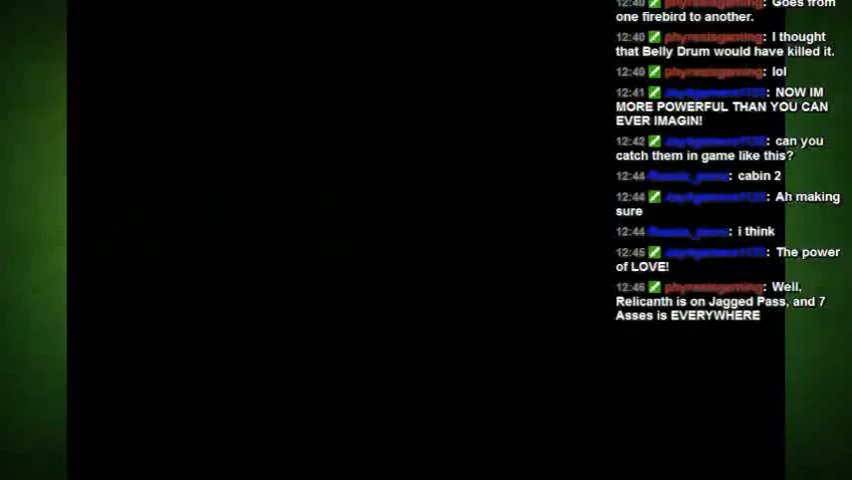 12:40 : Goes from
one firebird to another.
12:40 : I thought
that Belly Drum would have killed it.
12:40 : lol
12:41 : NOW IM
MORE POWERFUL THAN YOU CAN
EVER IMAGIN!
12:42 : can you
catch them in game like this?
12:44 : cabin 2
12:44 : Ah making
sure
12:44 : i think
12:45 : The power
of LOVE!
12:46 : Well,
Relicanth is on Jagged Pass, and 7
Asses is EVERYWHERE